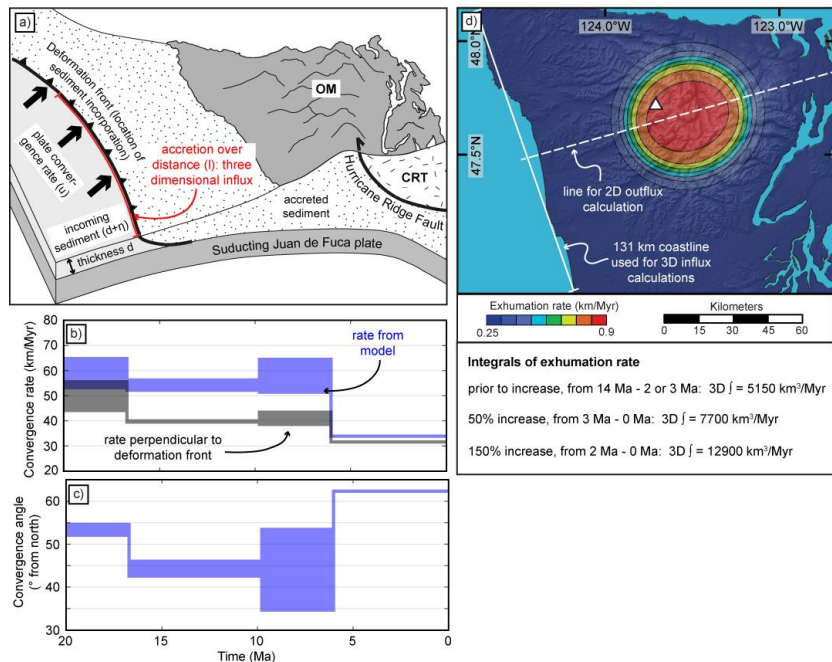 a)
Deformation front (location of
sediment incorporation)
plate conver-
gence rate (υ)
accretion over
distance (l): three
dimensional influx
incoming
sediment (d+η)
thickness d
OM
CRT
Hurricane Ridge Fault
accreted
sediment
Suducting Juan de Fuca plate
b)
Convergence rate (km/Myr)
80
70
60
50
40
30
20
rate from
model
rate perpendicular to
deformation front
c)
Convergence angle
(° from north)
60
50
40
30
20
15
10
5
0
Time (Ma)
d)
124.0°W
123.0°W
48.0°N
47.5°N
line for 2D outflux
calculation
131 km coastline
used for 3D influx
calculations
Exhumation rate (km/Myr)
0.25
0.9
Kilometers
0
15
30
45
60
Integrals of exhumation rate
prior to increase, from 14 Ma - 2 or 3 Ma: 3D ∫ = 5150 km³/Myr
50% increase, from 3 Ma - 0 Ma: 3D ∫ = 7700 km³/Myr
150% increase, from 2 Ma - 0 Ma: 3D ∫ = 12900 km³/Myr